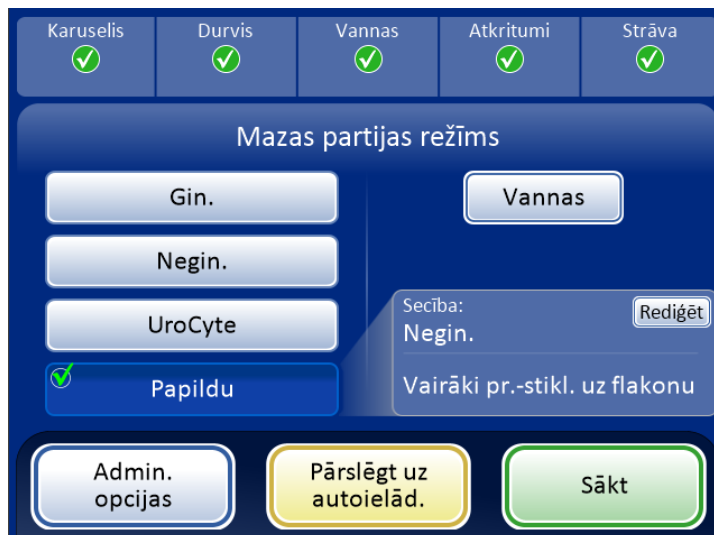 Karuselis
Durvis
Vannas
Atkritumi
Strāva
Mazas partijas režīms
Gin.
Negin.
UroCyte
Papildu
Vannas
Secība:
Negin.
Rediģēt
Vairāki pr.-stikl. uz flakonu
Admin.
opcijas
Pārslēgt uz
autoielād.
Sākt